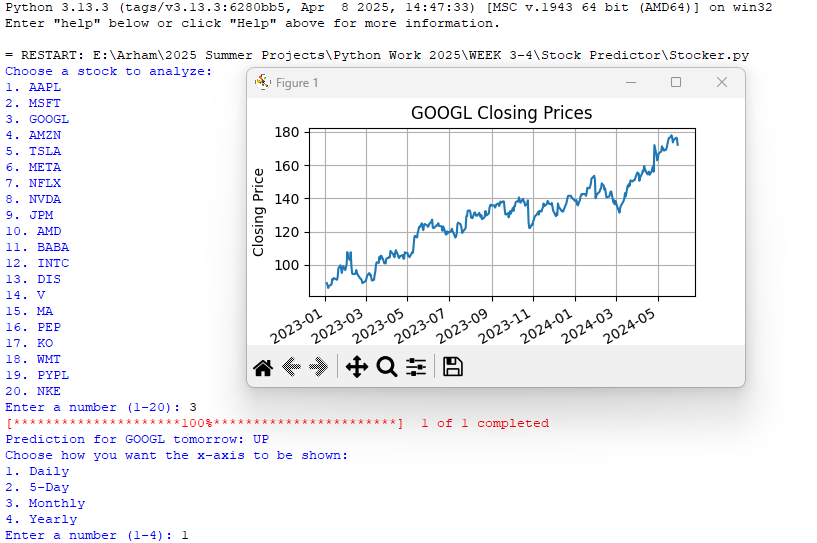 Python 3.13.3 (tags/v3.13.3:6280bb5, Apr  8 2025, 14:47:33) [MSC v.1943 64 bit (AMD64)] on win32
Enter "help" below or click "Help" above for more information.
= RESTART: E:\Arham\2025 Summer Projects\Python Work 2025\WEEK 3-4\Stock Predictor\Stocker.py
Choose a stock to analyze:
1. AAPL
2. MSFT
3. GOOGL
4. AMZN
5. TSLA
6. META
7. NFLX
8. NVDA
9. JPM
10. AMD
11. BABA
12. INTC
13. DIS
14. V
15. MA
16. PEP
17. KO
18. WMT
19. PYPL
20. NKE
Enter a number (1-20): 3
[*********************100%***********************]  1 of 1 completed
Prediction for GOOGL tomorrow: UP
Choose how you want the x-axis to be shown:
1. Daily
2. 5-Day
3. Monthly
4. Yearly
Enter a number (1-4): 1
Figure 1
GOOGL Closing Prices
Closing Price
180
160
140
120
100
2023-01
2023-03
2023-05
2023-07
2023-09
2023-11
2024-01
2024-03
2024-05